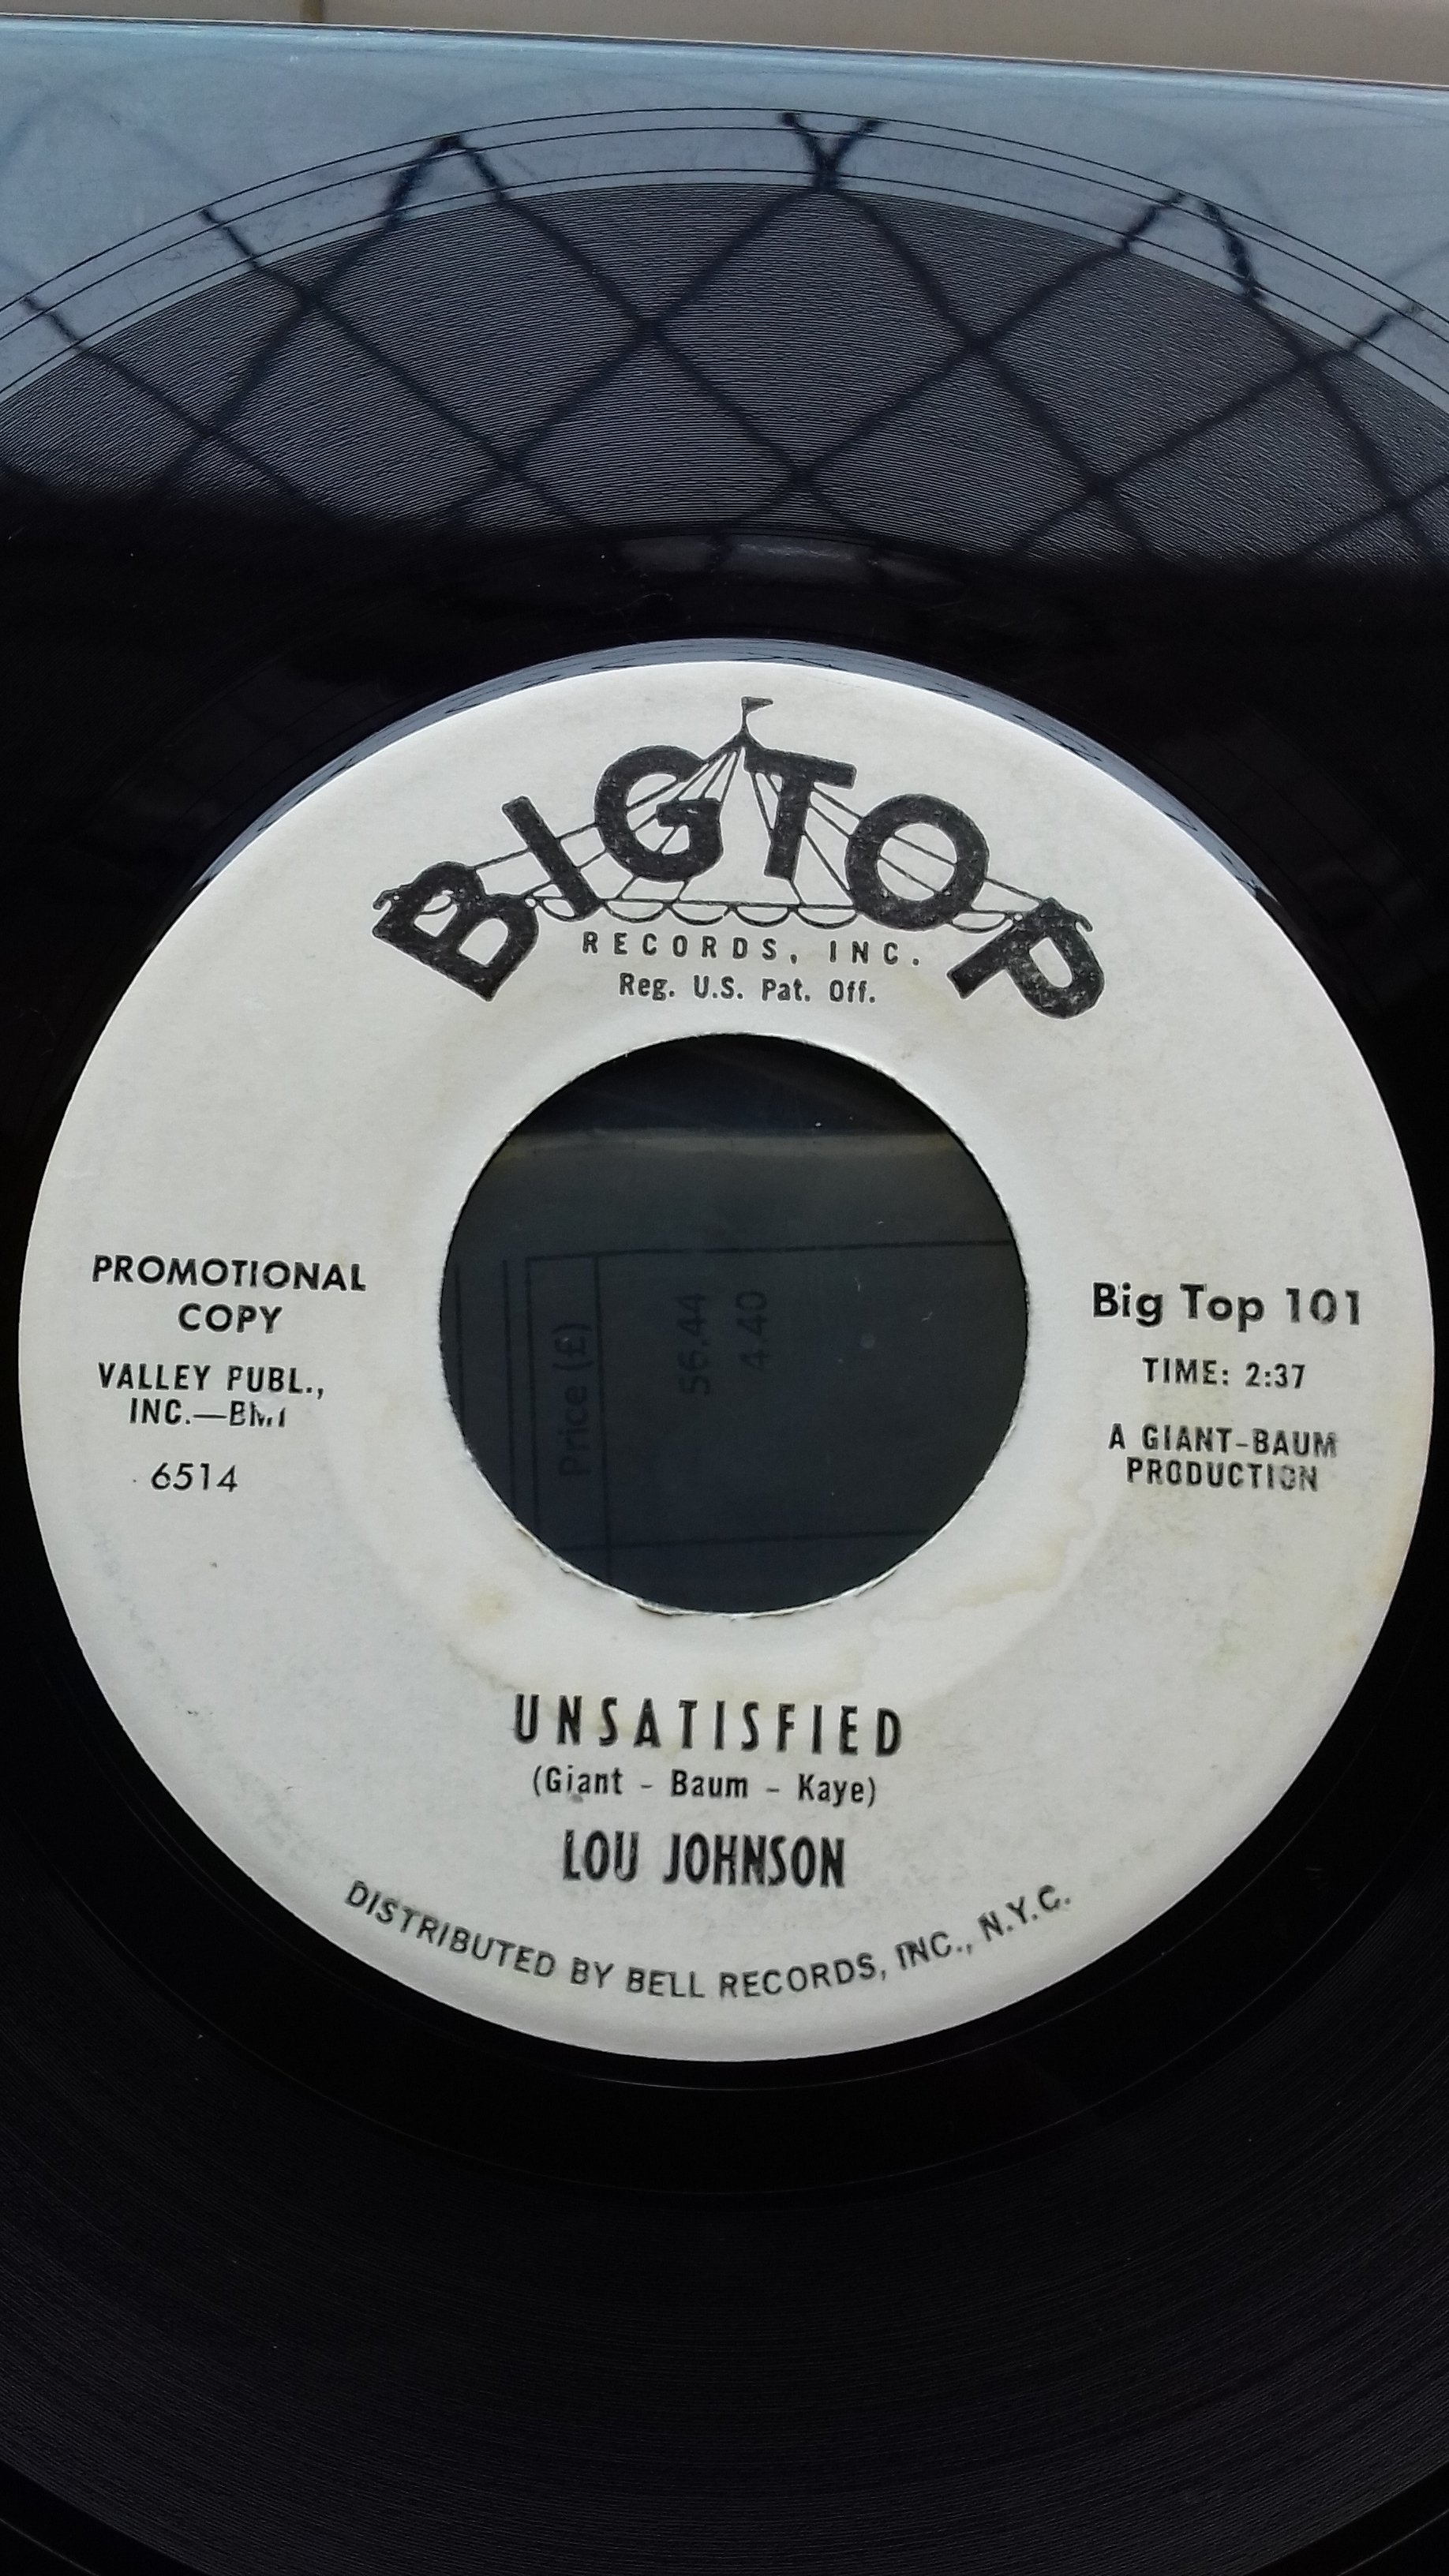 BIGTOP
RECORDS, INC.
Reg. U.S. Pat. Off.
PROMOTIONAL
COPY
VALLEY PUBL.,
INC.—BMI
6514
Big Top 101
TIME: 2:37
A GIANT-BAUM
PRODUCTION
Price (£)
56.44
4.40
UNSATISFIED
(Giant - Baum - Kaye)
LOU JOHNSON
DISTRIBUTED BY BELL RECORDS, INC., N.Y.C.